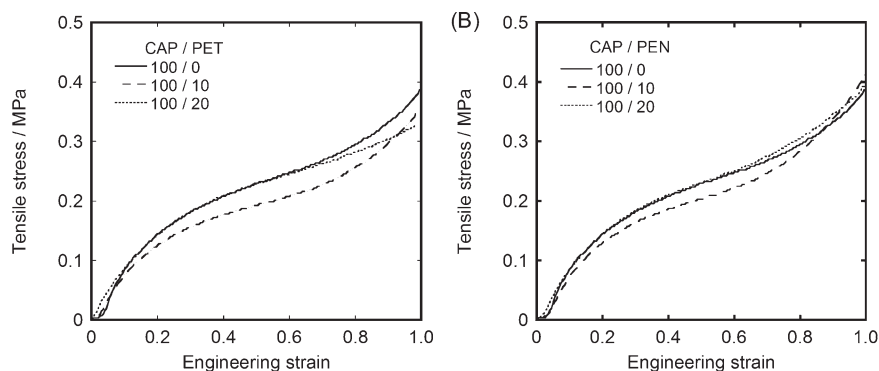 0.5
0.4
0.3
0.2
0.1
0
Tensile stress / MPa
CAP / PET
100 / 0
100 / 10
100 / 20
0 0.2 0.4 0.6 0.8 1.0
Engineering strain
(B)
0.5
0.4
0.3
0.2
0.1
0
Tensile stress / MPa
CAP / PEN
100 / 0
100 / 10
100 / 20
0 0.2 0.4 0.6 0.8 1.0
Engineering strain